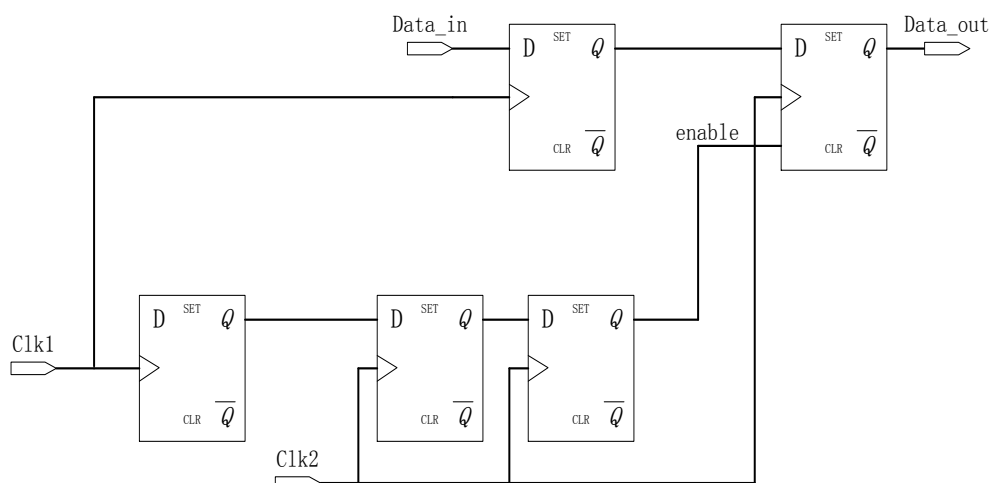 Data_in
Data_out
D SET Q
CLR Q
D SET Q
enable
CLR Q
Clk1
D SET Q
CLR Q
D SET Q
CLR Q
D SET Q
CLR Q
Clk2